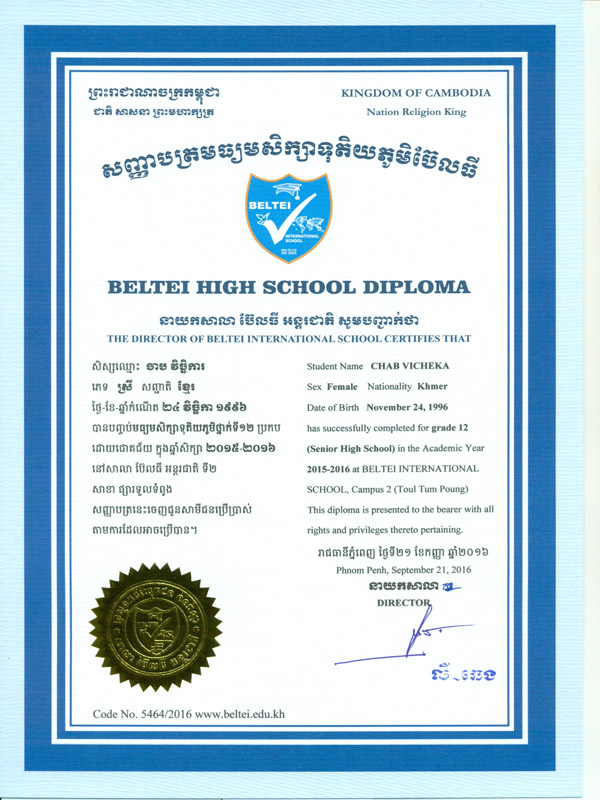 ព្រះរាជាណាចក្រកម្ពុជា
ជាតិ សាសនា ព្រះមហាក្សត្រ
KINGDOM OF CAMBODIA
Nation Religion King
សញ្ញាបត្រមធ្យមសិក្សាទុតិយភូមិប៊ែលធី
BELTEI
INTERNATIONAL
SCHOOL
BELTEI HIGH SCHOOL DIPLOMA
នាយកសាលា ប៊ែលធី អន្តរជាតិ សូមបញ្ជាក់ថា
THE DIRECTOR OF BELTEI INTERNATIONAL SCHOOL CERTIFIES THAT
សិស្សឈ្មោះ ចាប វិច្ឆិការ
ភេទ ស្រី សញ្ជាតិ ខ្មែរ
ថ្ងៃ-ខែ-ឆ្នាំកំណើត ២៤ វិច្ឆិកា ១៩៩៦
បានបញ្ចប់មធ្យមសិក្សាទុតិយភូមិថ្នាក់ទី១២ ប្រកប
ដោយជោគជ័យ ក្នុងឆ្នាំសិក្សា ២០១៥-២០១៦
នៅសាលា ប៊ែលធី អន្តរជាតិ ទី២
សាខា ផ្សារទួលទំពូង
សញ្ញាបត្រនេះចេញជូនសាមីជនប្រើប្រាស់
តាមការដែលអាចប្រើបាន។
Student Name CHAB VICHEKA
Sex Female Nationality Khmer
Date of Birth November 24, 1996
has successfully completed for grade 12
(Senior High School) in the Academic Year
2015-2016 at BELTEI INTERNATIONAL
SCHOOL, Campus 2 (Toul Tum Poung)
This diploma is presented to the bearer with all
rights and privileges thereto pertaining.
រាជធានីភ្នំពេញ ថ្ងៃទី២១ ខែកញ្ញា ឆ្នាំ២០១៦
Phnom Penh, September 21, 2016
នាយកសាលា
DIRECTOR
លី ឆេង
Code No. 5464/2016 www.beltei.edu.kh